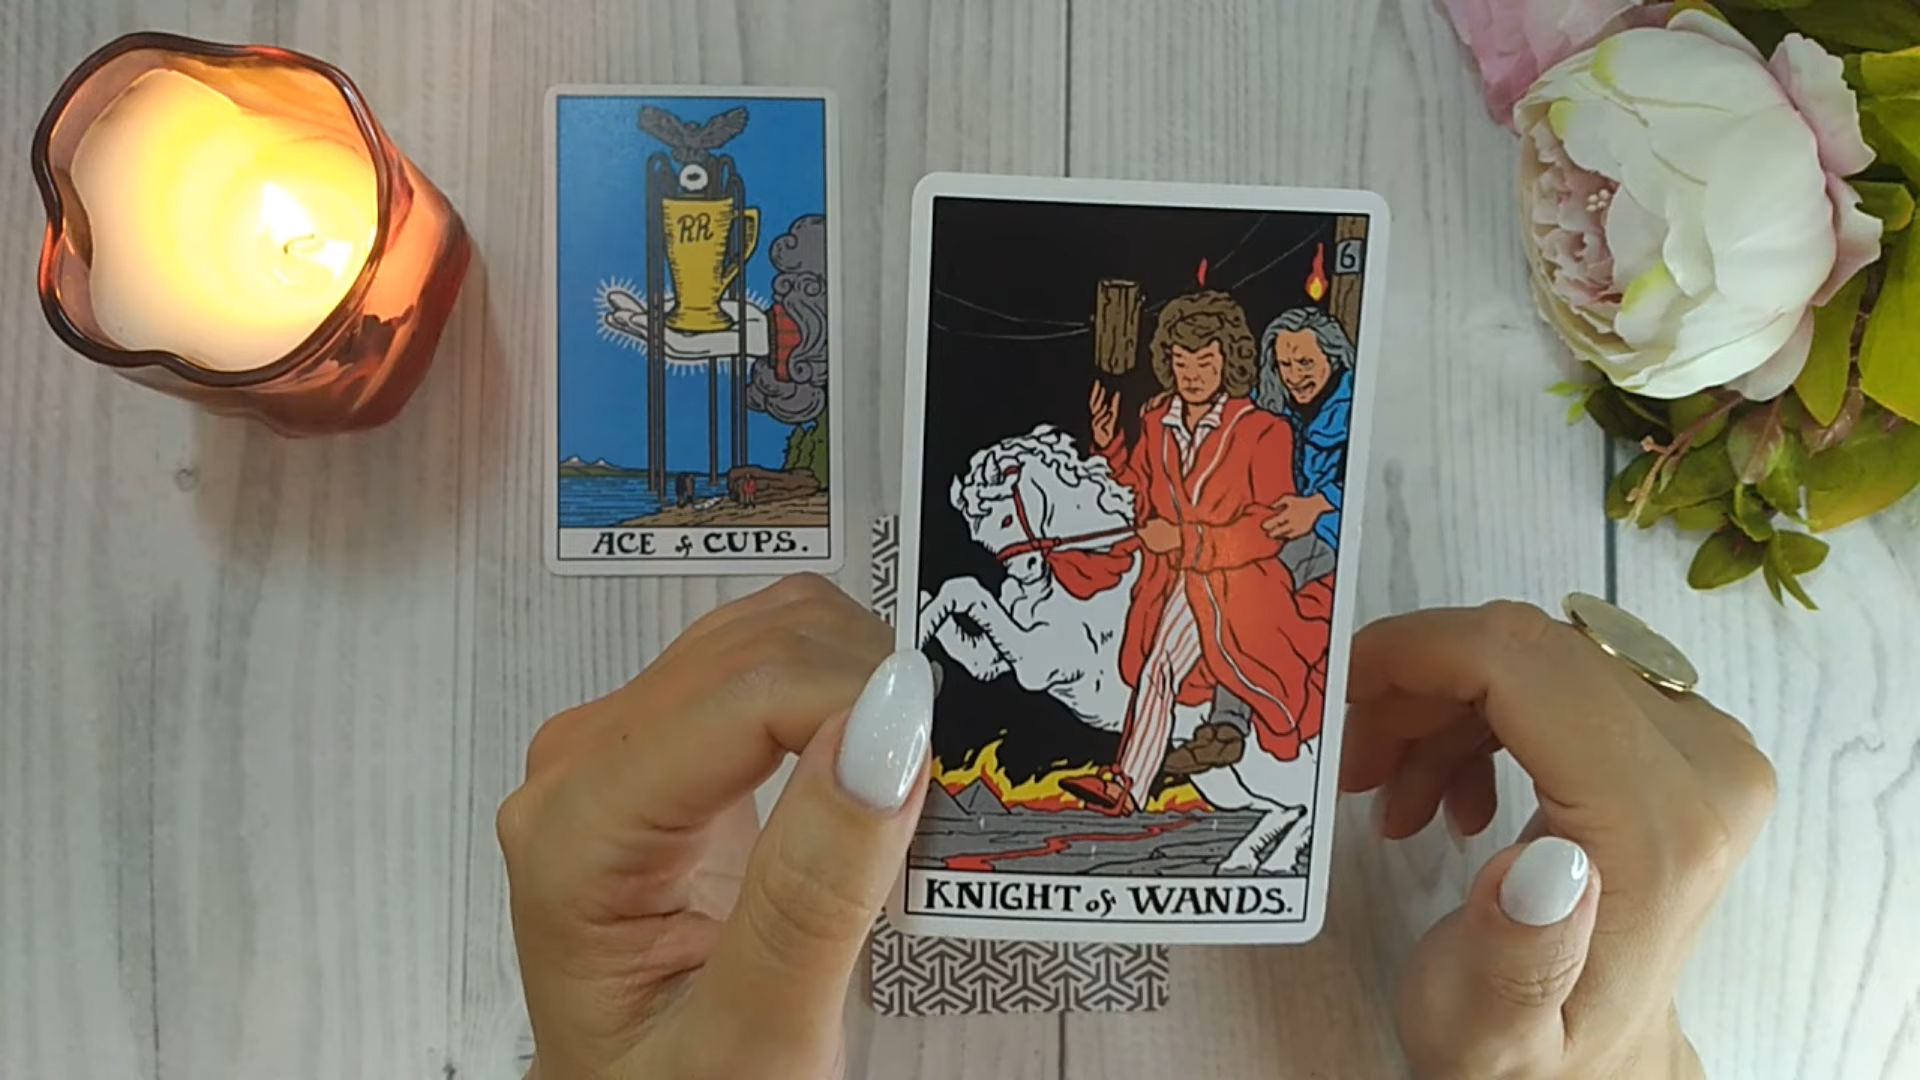 RR
ACE of CUPS.
6
KNIGHT of WANDS.